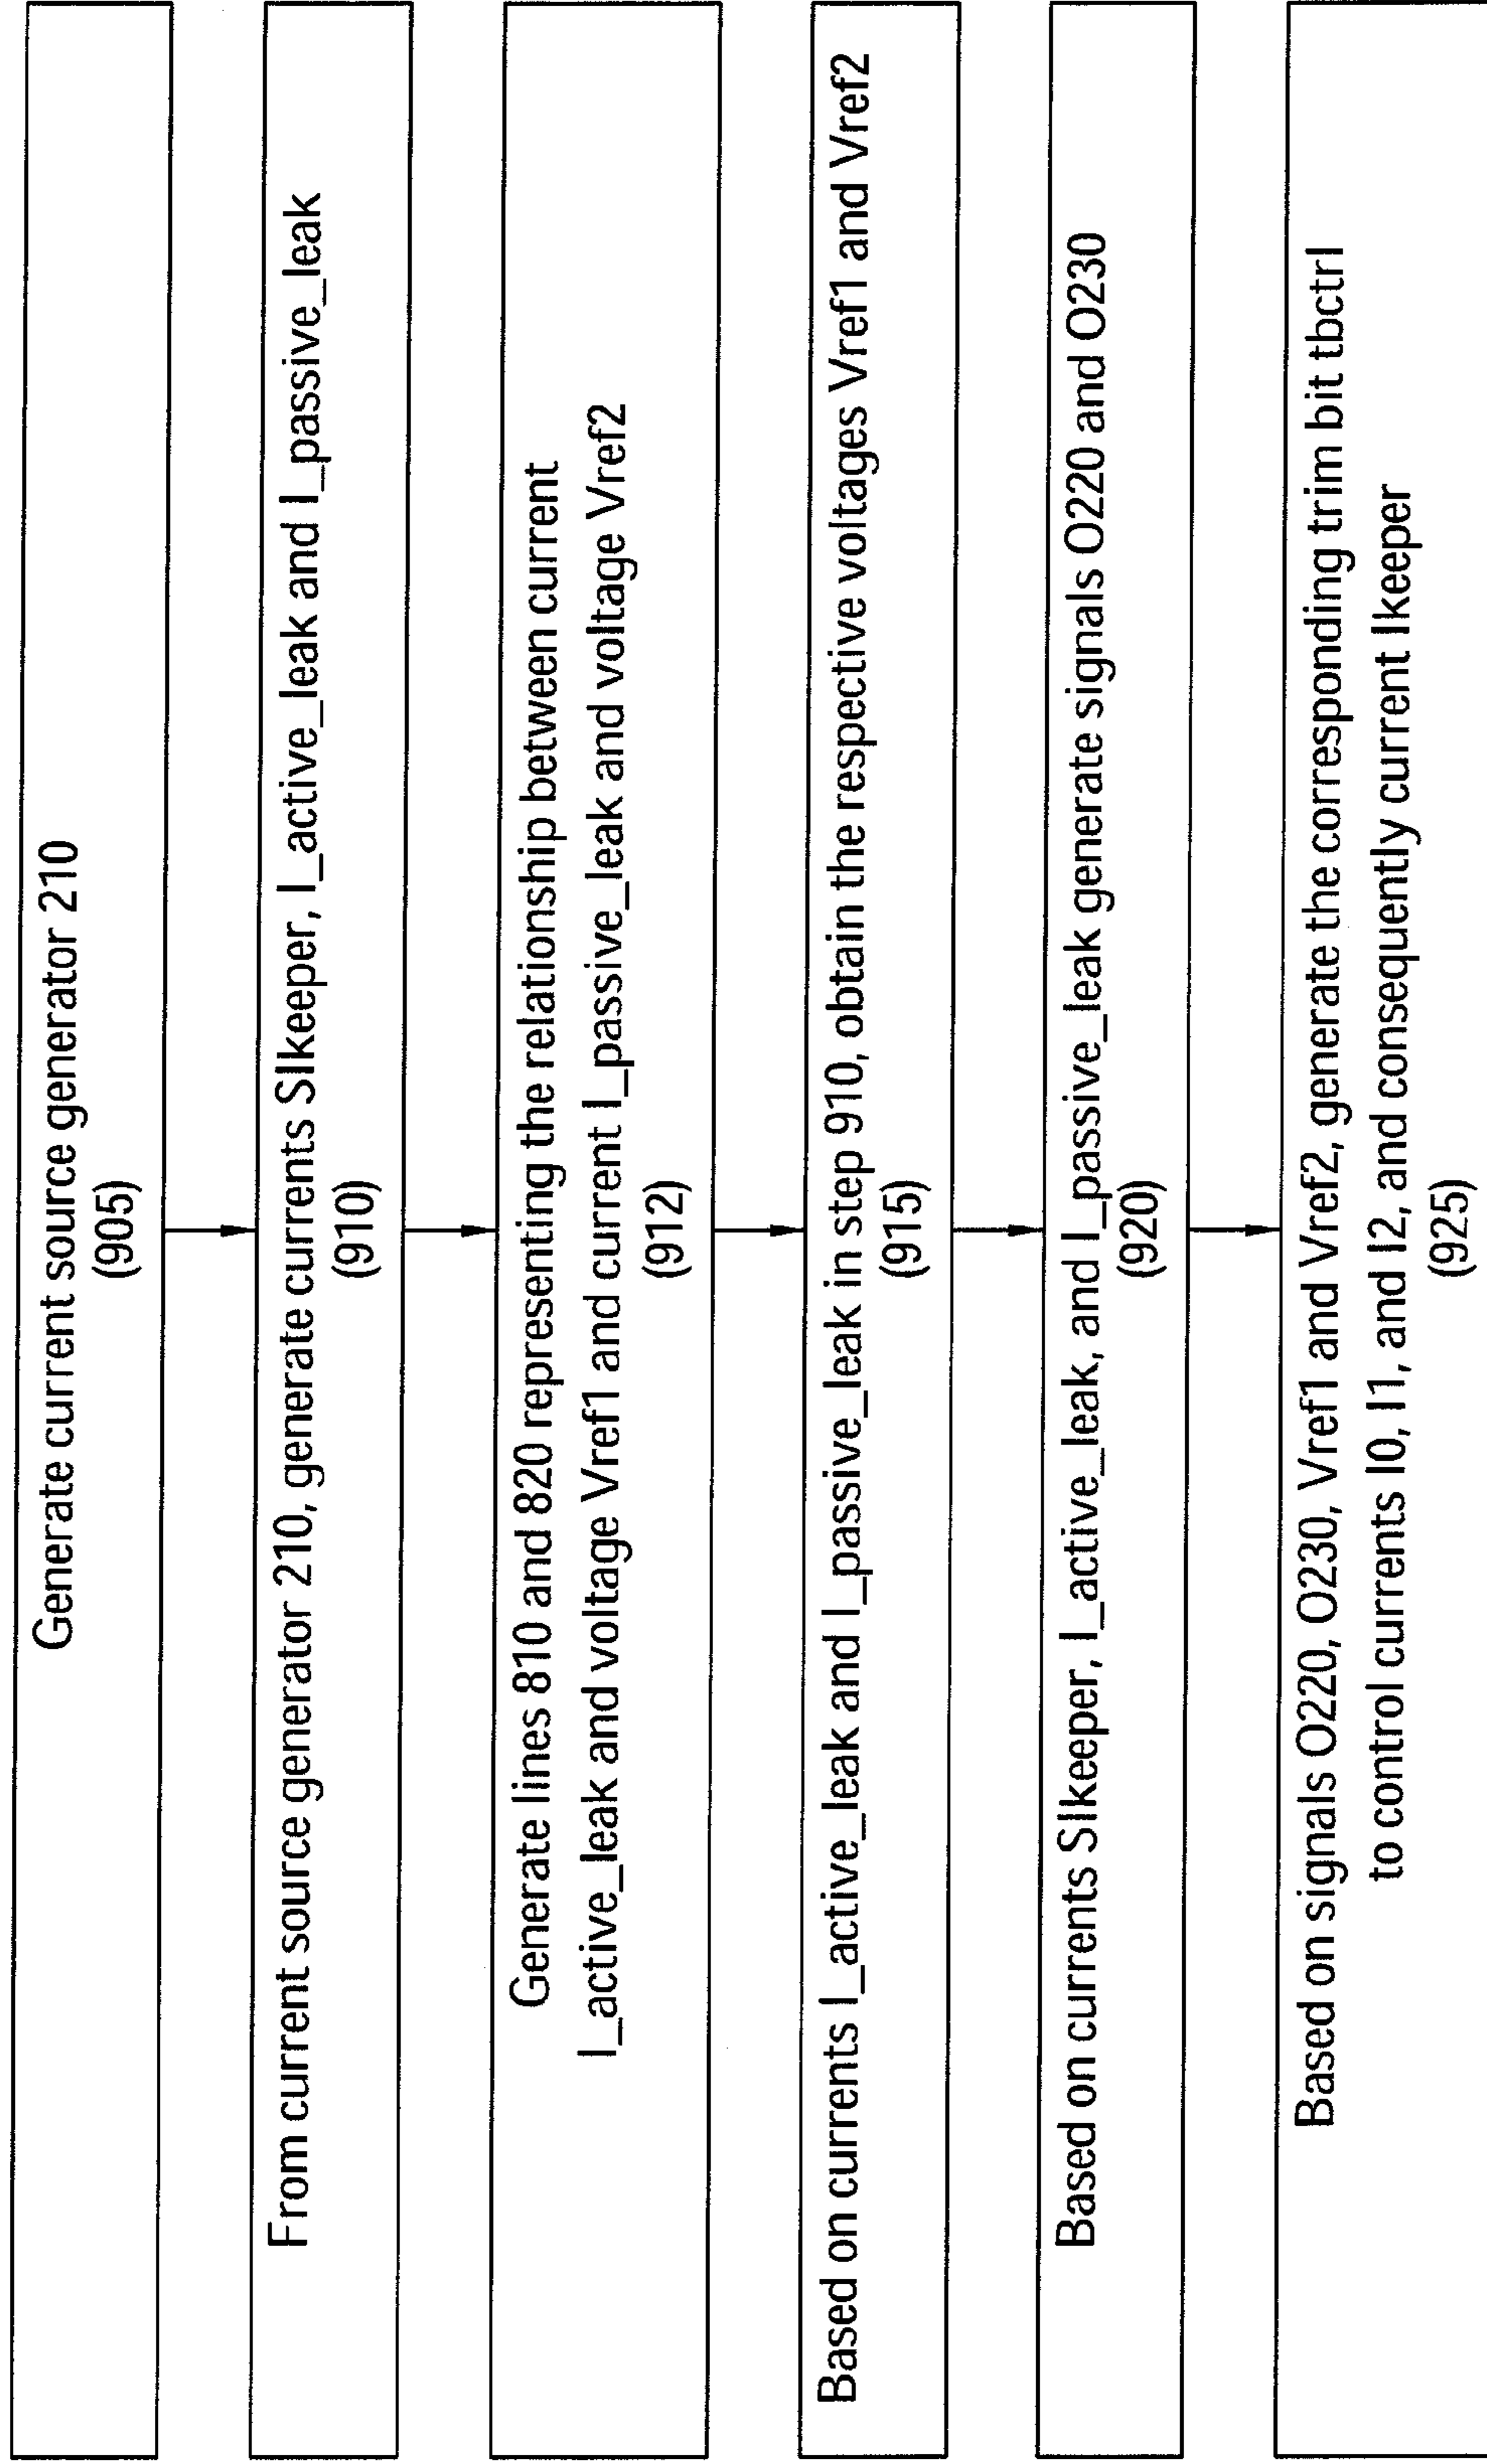 Generate current source generator 210
(905)
From current source generator 210, generate currents SIkeeper, I_active_leak and I_passive_leak
(910)
Generate lines 810 and 820 representing the relationship between current
I_active_leak and voltage Vref1 and current I_passive_leak and voltage Vref2
(912)
Based on currents I_active_leak and I_passive_leak in step 910, obtain the respective voltages Vref1 and Vref2
(915)
Based on currents SIkeeper, I_active_leak, and I_passive_leak generate signals O220 and O230
(920)
Based on signals O220, O230, Vref1 and Vref2, generate the corresponding trim bit tbctrl
to control currents I0, I1, and I2, and consequently current Ikeeper
(925)